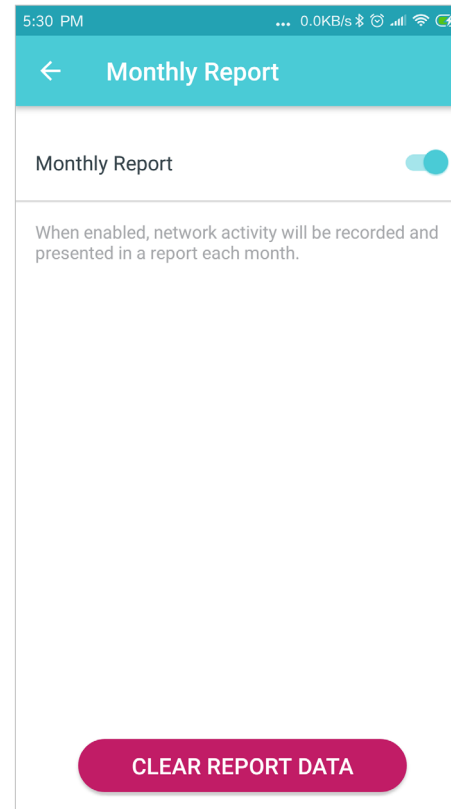 5:30 PM ... 0.0KB/s
Monthly Report
Monthly Report
When enabled, network activity will be recorded and
presented in a report each month.
CLEAR REPORT DATA